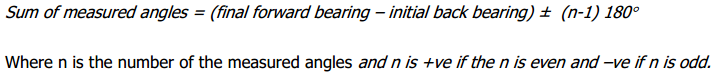 Sum of measured angles = (final forward bearing – initial back bearing) ± (n-1) 180°
Where n is the number of the measured angles and n is +ve if the n is even and –ve if n is odd.